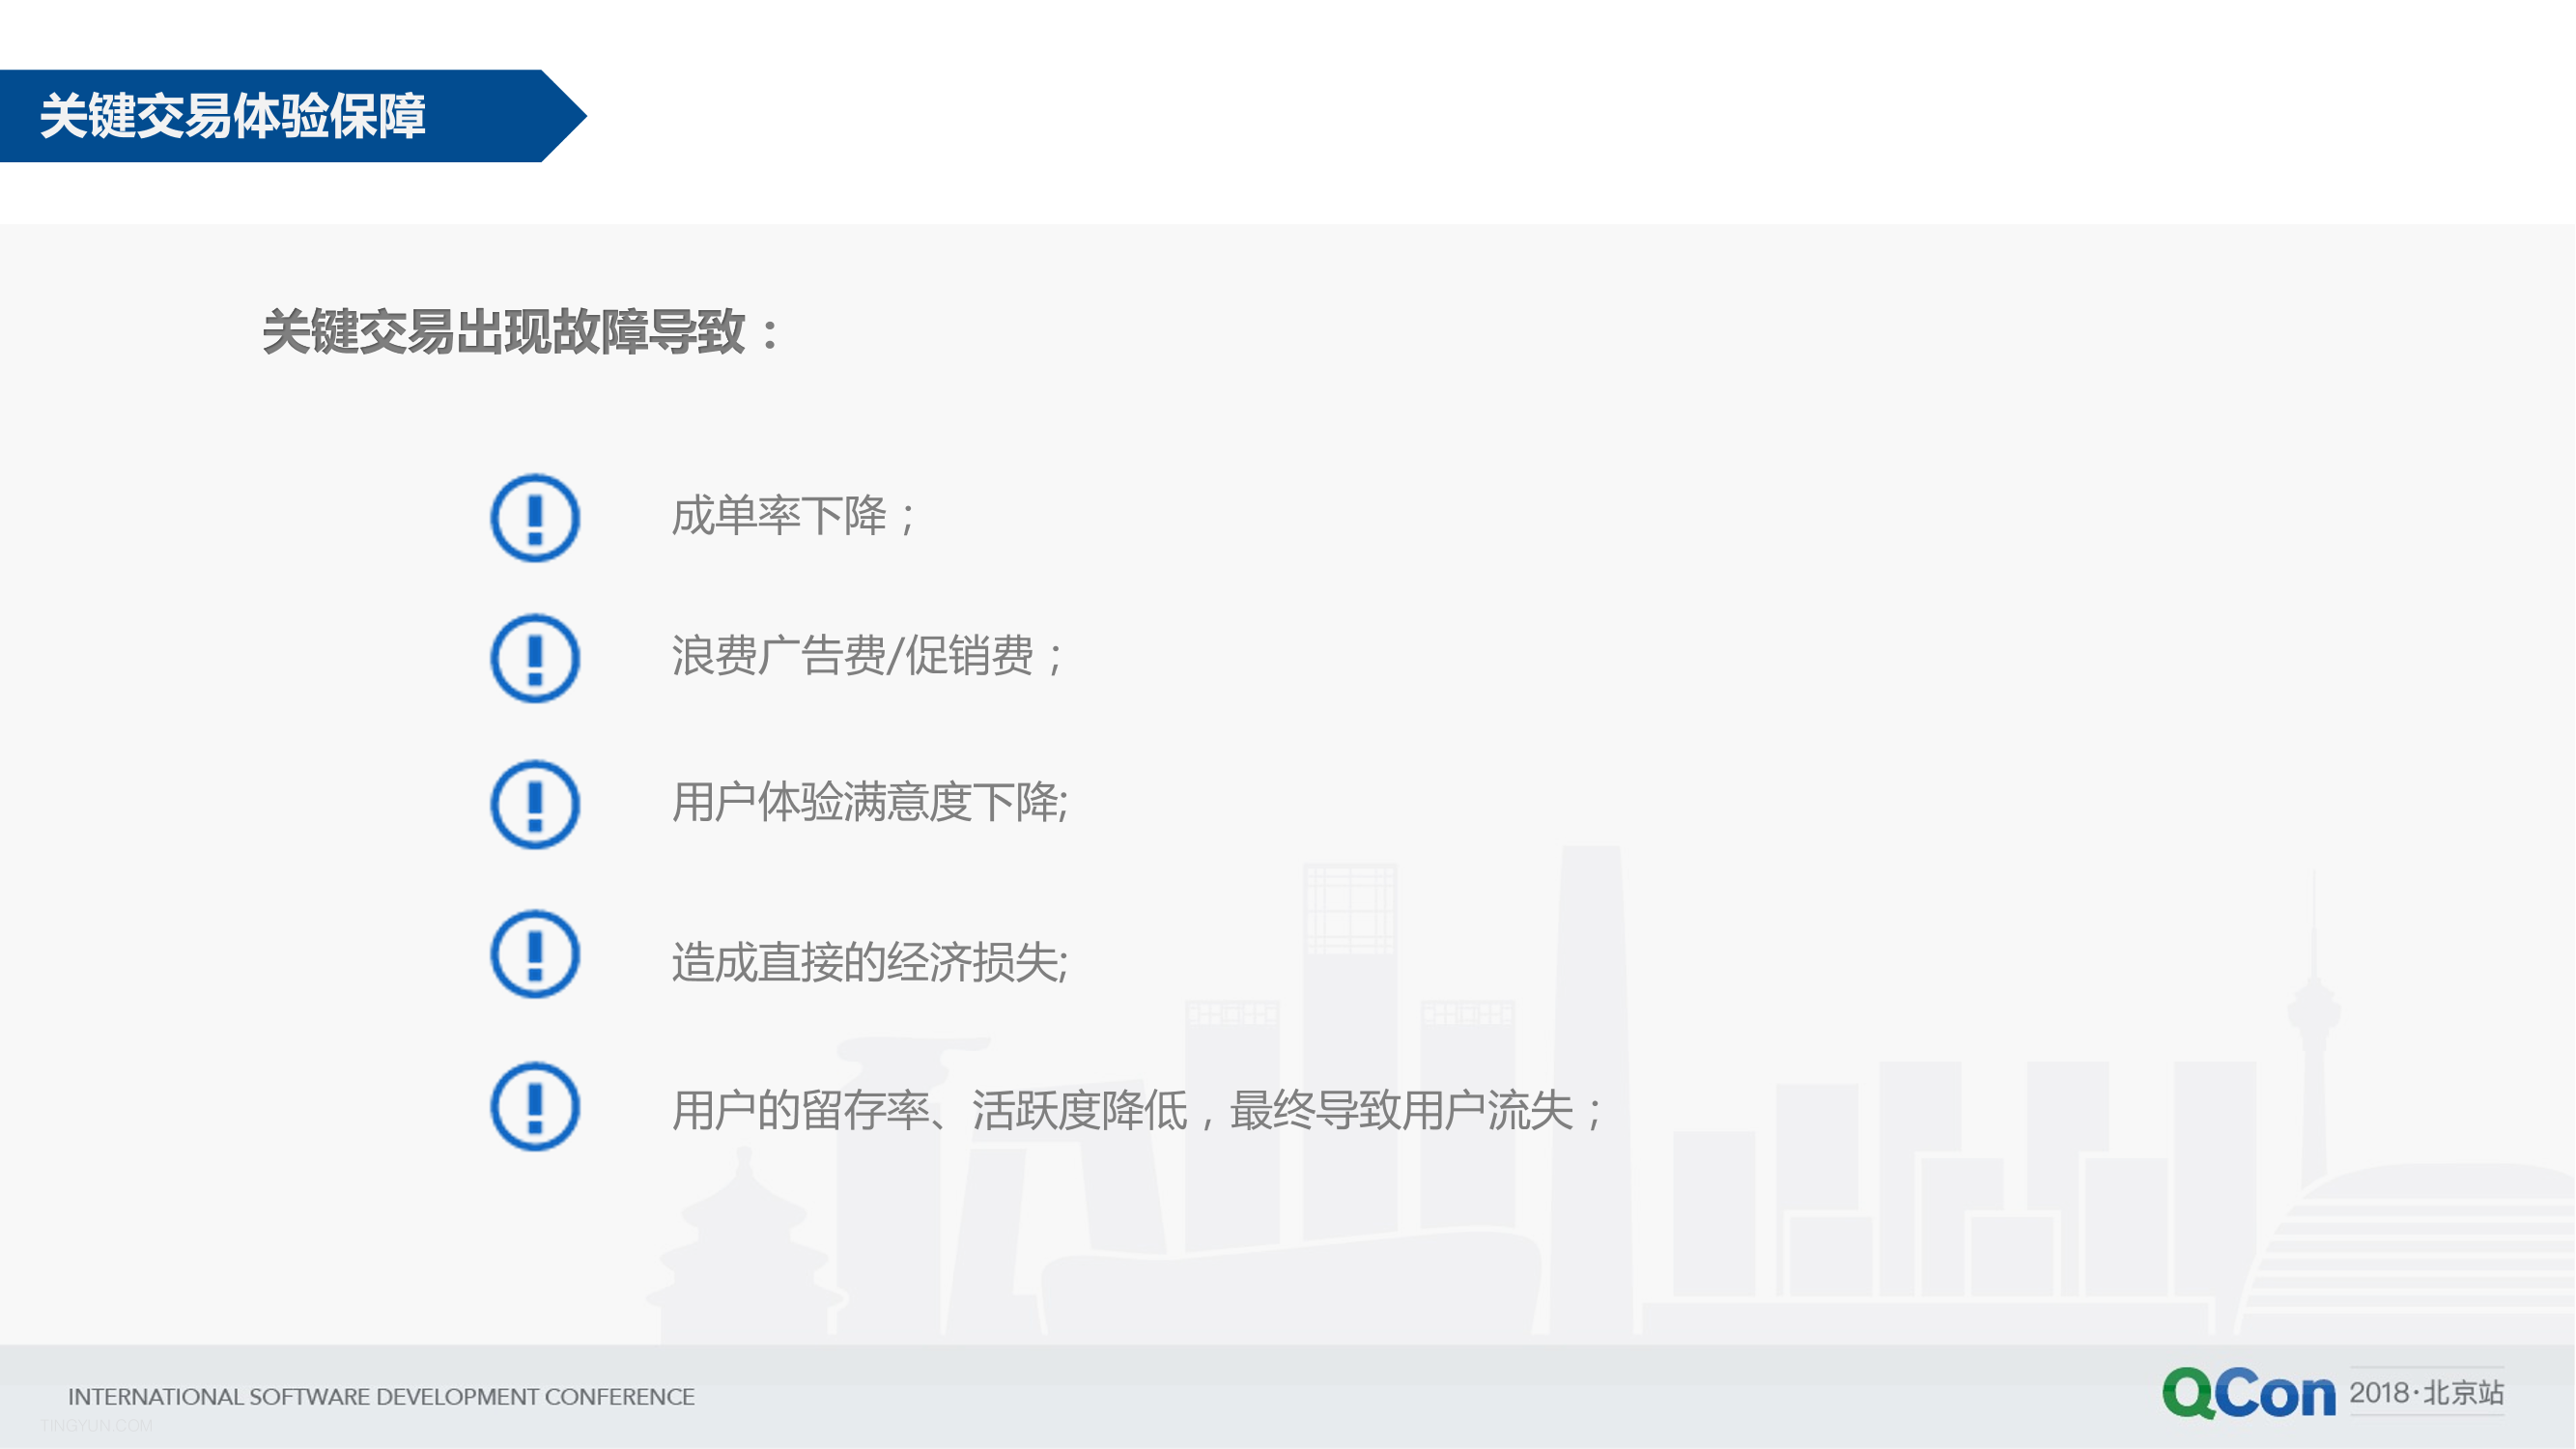 关键交易体验保障
关键交易出现故障导致：
成单率下降；
浪费广告费/促销费；
用户体验满意度下降;
造成直接的经济损失;
用户的留存率、活跃度降低，最终导致用户流失；
INTERNATIONAL SOFTWARE DEVELOPMENT CONFERENCE
TINGYUN.COM
QCon 2018·北京站